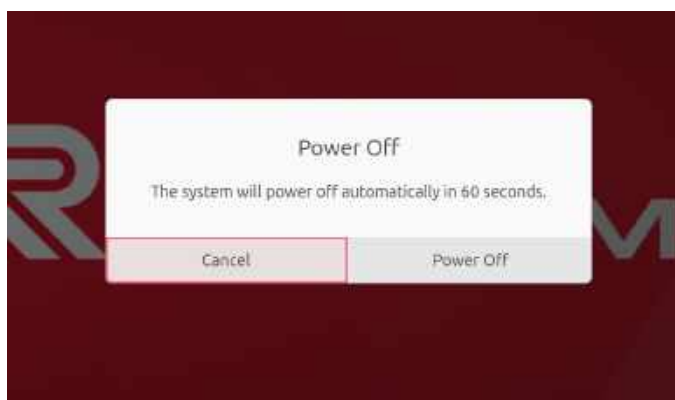 Power Off
The system will power off automatically in 60 seconds.
Cancel
Power Off
R
M